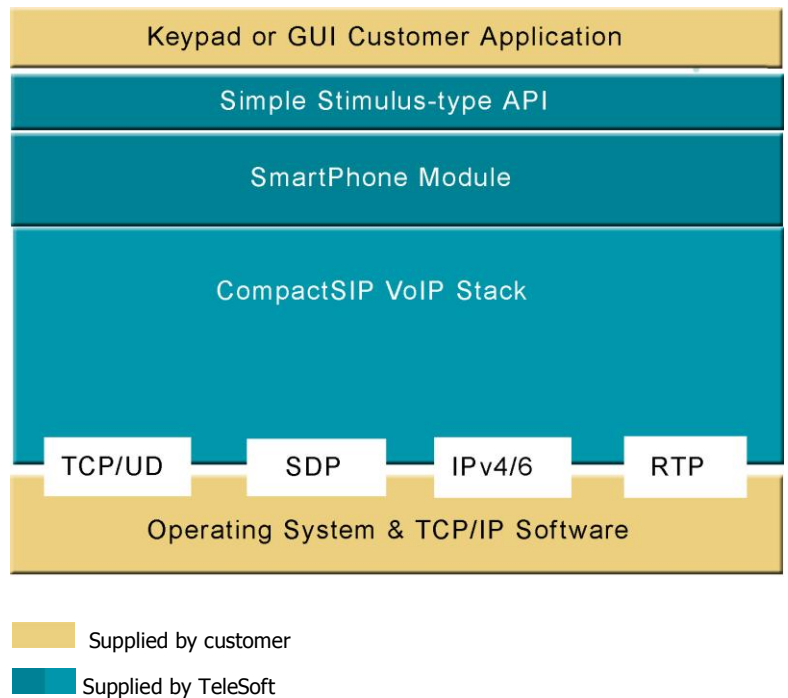 Keypad or GUI Customer Application
Simple Stimulus-type API
SmartPhone Module
CompactSIP VoIP Stack
TCP/UD
SDP
IPv4/6
RTP
Operating System & TCP/IP Software
Supplied by customer
Supplied by TeleSoft